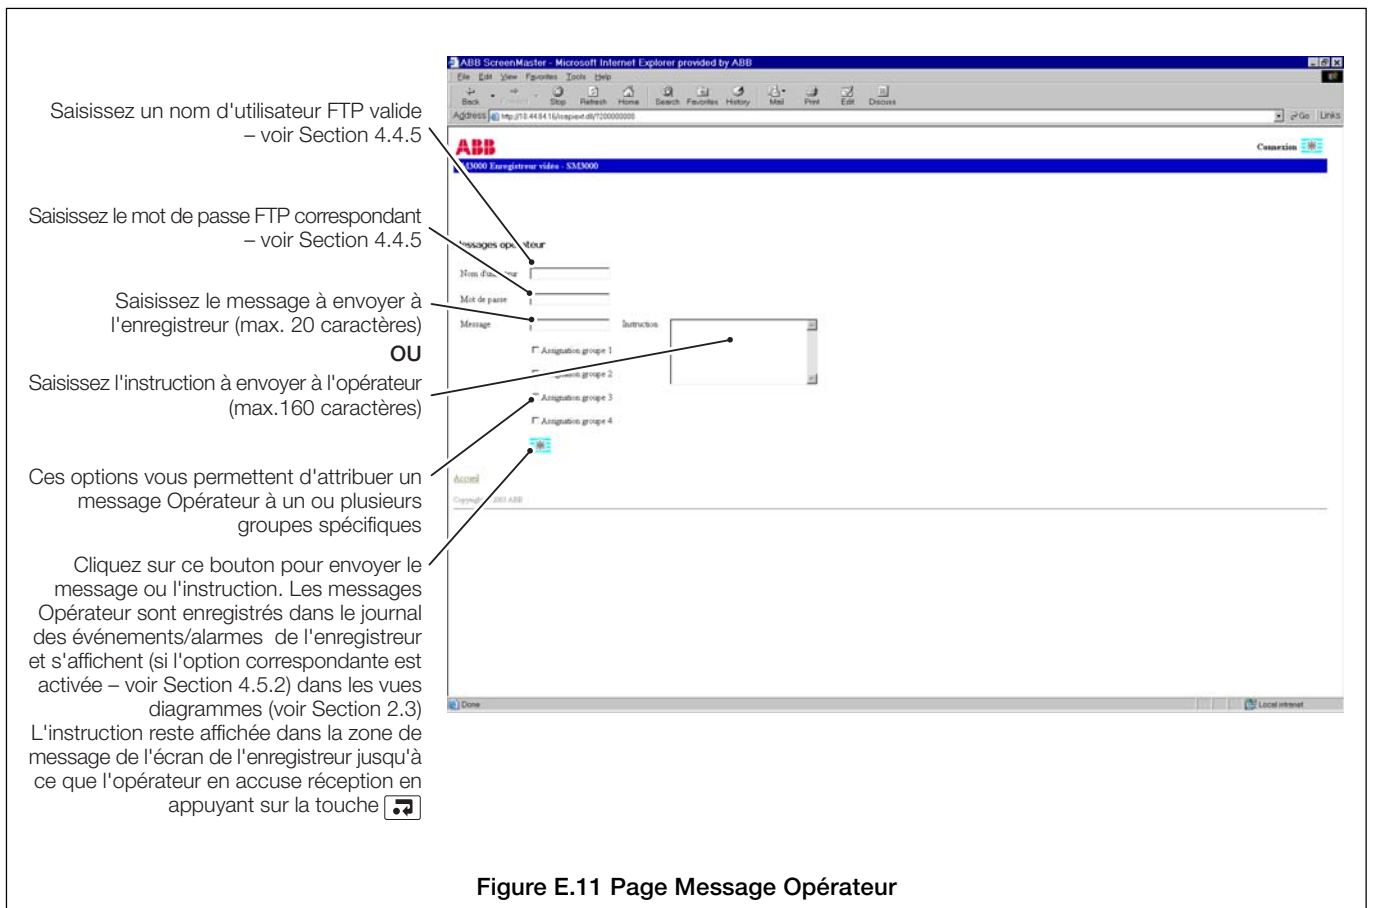 Saisissez un nom d'utilisateur FTP valide
– voir Section 4.4.5
Saisissez le mot de passe FTP correspondant
– voir Section 4.4.5
Saisissez le message à envoyer à
l'enregistreur (max. 20 caractères)
OU
Saisissez l'instruction à envoyer à l'opérateur
(max.160 caractères)
Ces options vous permettent d'attribuer un
message Opérateur à un ou plusieurs
groupes spécifiques
Cliquez sur ce bouton pour envoyer le
message ou l'instruction. Les messages
Opérateur sont enregistrés dans le journal
des événements/alarmes de l'enregistreur
et s'affichent (si l'option correspondante est
activée – voir Section 4.5.2) dans les vues
diagrammes (voir Section 2.3)
L'instruction reste affichée dans la zone de
message de l'écran de l'enregistreur jusqu'à
ce que l'opérateur en accuse réception en
appuyant sur la touche
ABB ScreenMaster - Microsoft Internet Explorer provided by ABB
File Edit View Favorites Tools Help
Back Stop Refresh Home Search Favorites History Mail Print Edit Discuss
Address Go Links
ABB
Connexion
SM3000 Enregistreur vidéo - SM3000
Messages opérateur
Nom
Mot de passe
Message
Instruction
Assignation groupe 1
groupe 2
Assignation groupe 3
Assignation groupe 4
Accueil
2003 ABB
Done
Local intranet
Figure E.11 Page Message Opérateur